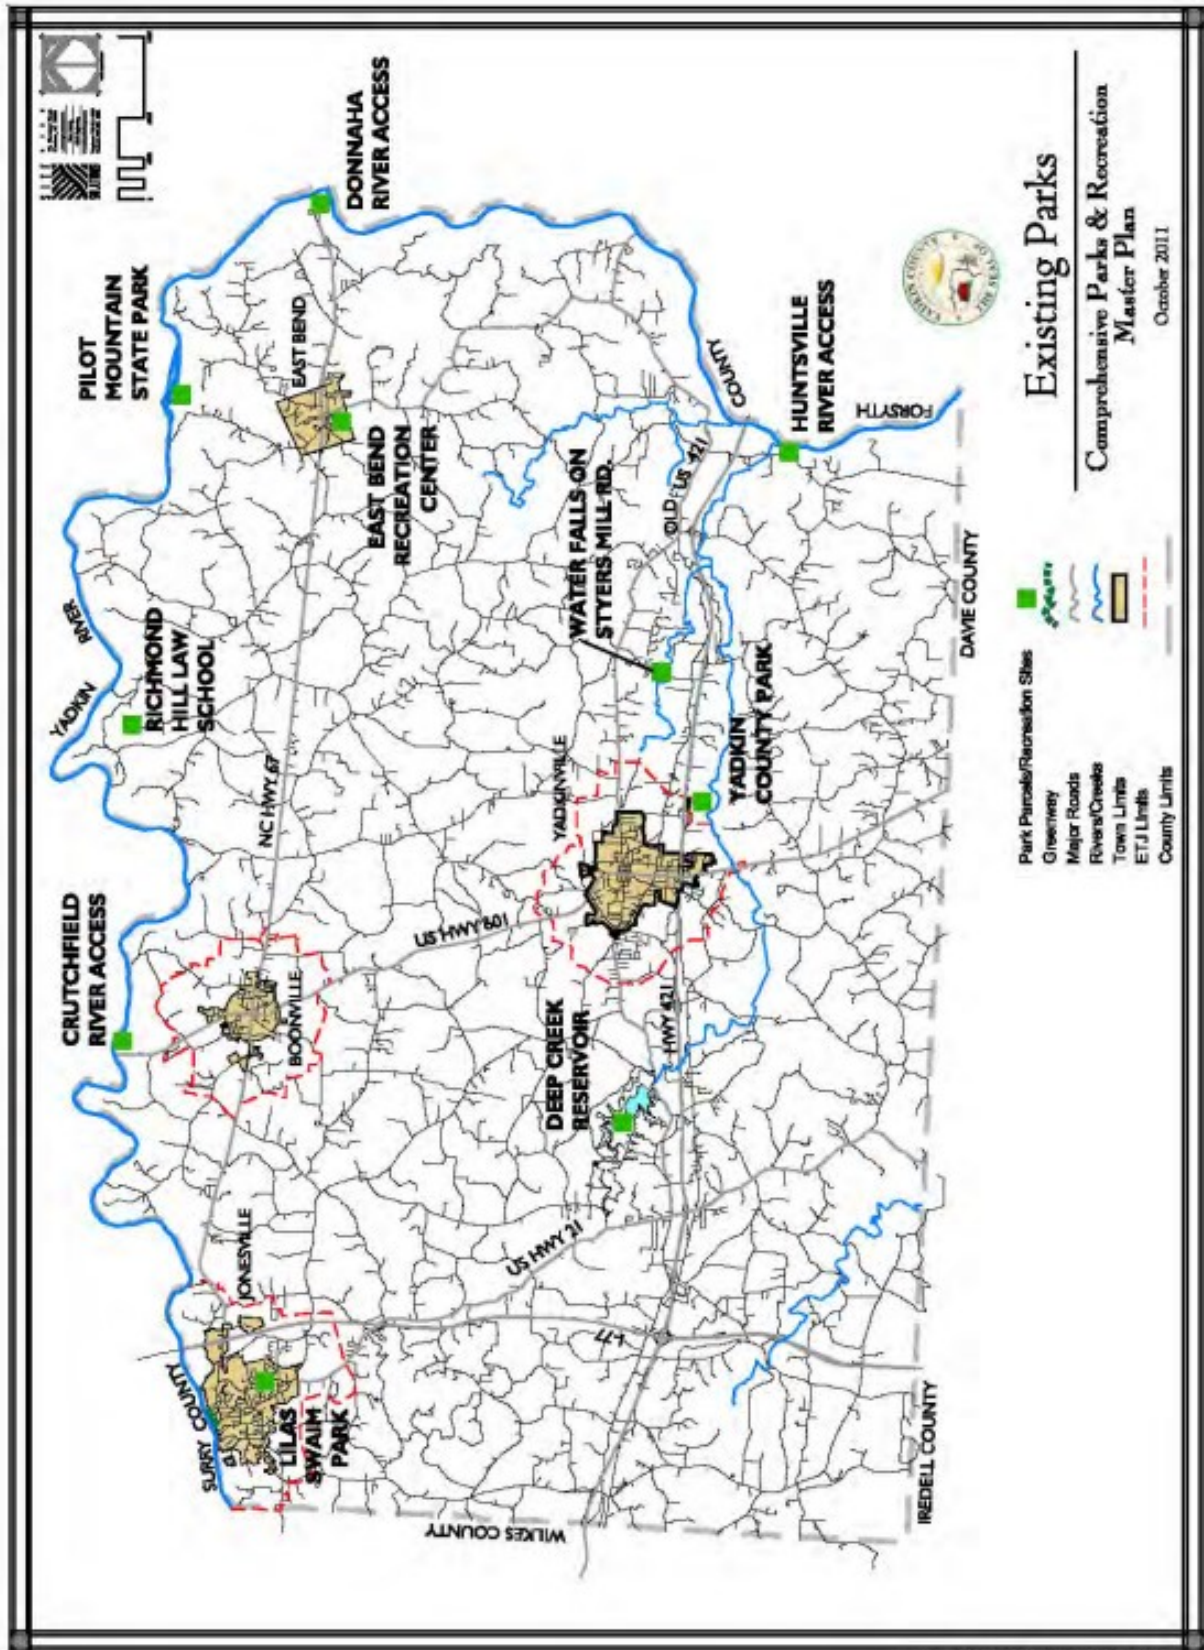 PILOT
MOUNTAIN
STATE PARK
DONNAHA
RIVER ACCESS
EAST BEND
EAST BEND
RECREATION
CENTER
YADKIN
RIVER
RICHMOND
HILL LAW
SCHOOL
NC HWY 67
CRUTCHFIELD
RIVER ACCESS
BOONVILLE
US HWY 601
SURRY COUNTY
JONESVILLE
LILAS
SWAIM
PARK
US HWY 21
I-77
WILKES COUNTY
IREDELL COUNTY
DEEP CREEK
RESERVOIR
HWY 421
YADKINVILLE
YADKIN
COUNTY PARK
WATER FALLS ON
STYERS MILL RD.
OLD US 421
COUNTY
FORSYTH
HUNTSVILLE
RIVER ACCESS
DAVIE COUNTY
Park Parcels/Recreation Sites
Greenway
Major Roads
Rivers/Creeks
Town Limits
ETJ Limits
County Limits
Existing Parks
Comprehensive Parks & Recreation
Master Plan
October 2011